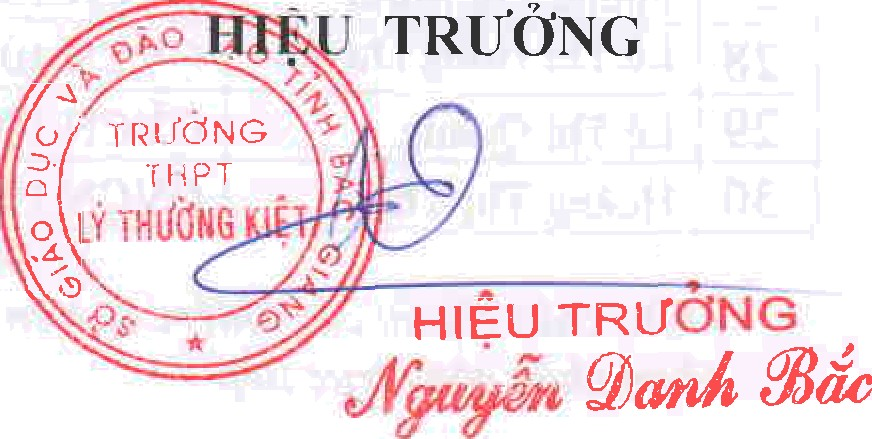 HIỆU TRƯỞNG
SỞ GIÁO DỤC VÀ ĐÀO TẠO TỈNH BẮC GIANG
TRƯỜNG
THPT
LÝ THƯỜNG KIỆT
HIỆU TRƯỞNG
Nguyễn Danh Bắc